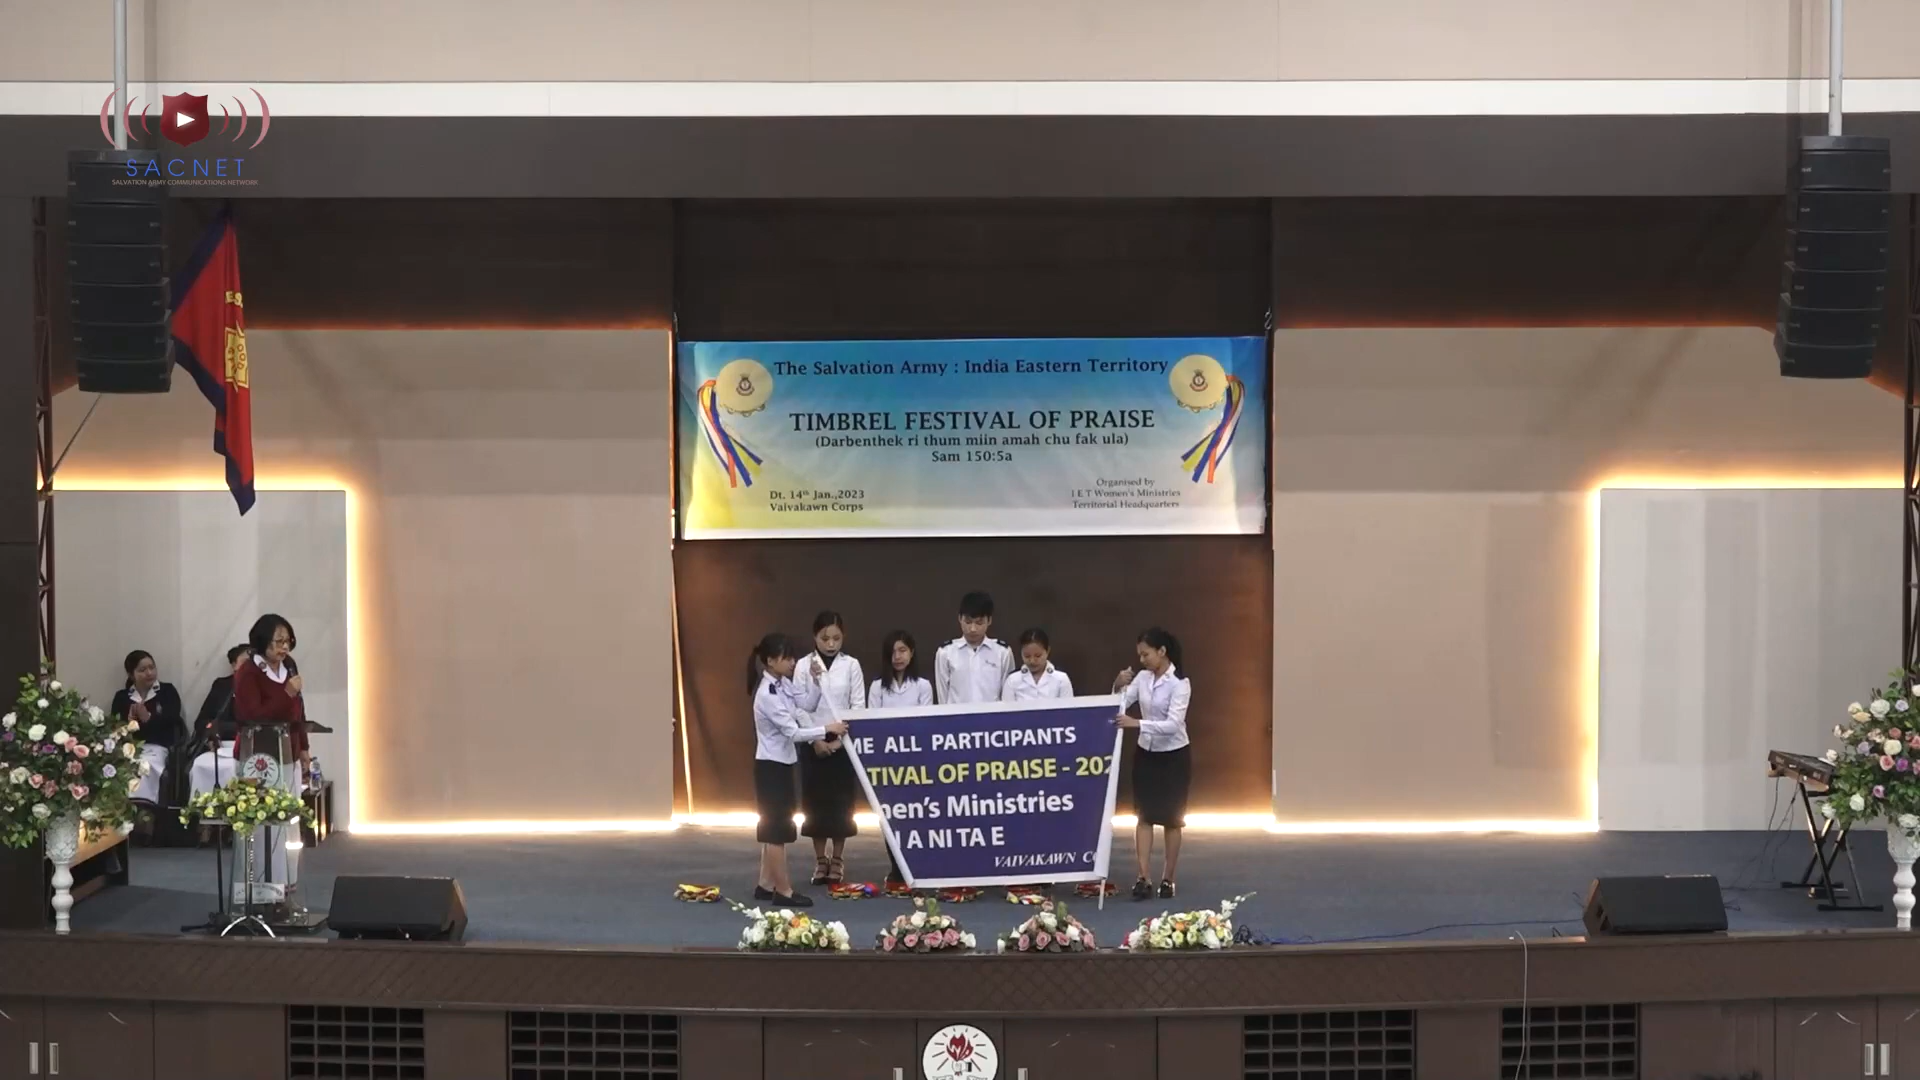 SACNET
SALVATION ARMY COMMUNICATIONS NETWORK
The Salvation Army : India Eastern Territory
TIMBREL FESTIVAL OF PRAISE
(Darbenthek ri thum miin amah chu fak ula)
Sam 150:5a
Dt. 14th Jan.,2023
Vaivakawn Corps
Organised by
I E T Women's Ministries
Territorial Headquarters
ME ALL PARTICIPANTS
TIVAL OF PRAISE - 202
men's Ministries
I A NI TA E
VAIVAKAWN CO